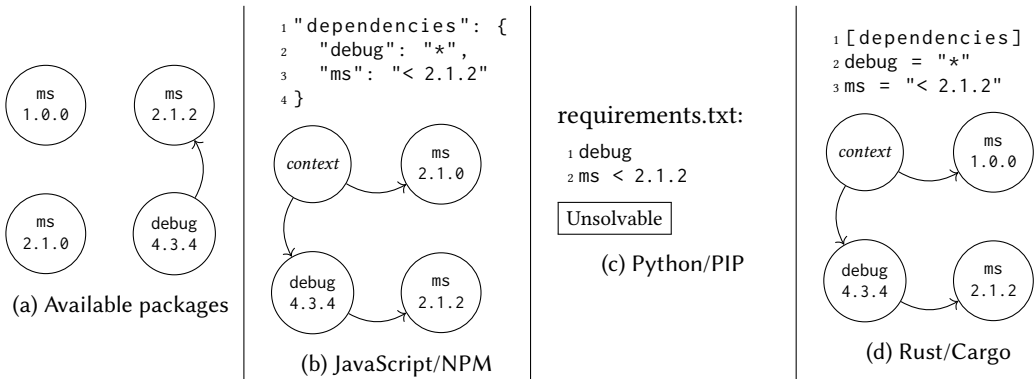 ms
1.0.0
ms
2.1.2
ms
2.1.0
debug
4.3.4
(a) Available packages
1 "dependencies": {
2 "debug": "*",
3 "ms": "< 2.1.2"
4 }
context
ms
2.1.0
debug
4.3.4
ms
2.1.2
(b) JavaScript/NPM
requirements.txt:
1 debug
2 ms < 2.1.2
Unsolvable
(c) Python/PIP
1 [dependencies]
2 debug = "*"
3 ms = "< 2.1.2"
context
ms
1.0.0
debug
4.3.4
ms
2.1.2
(d) Rust/Cargo